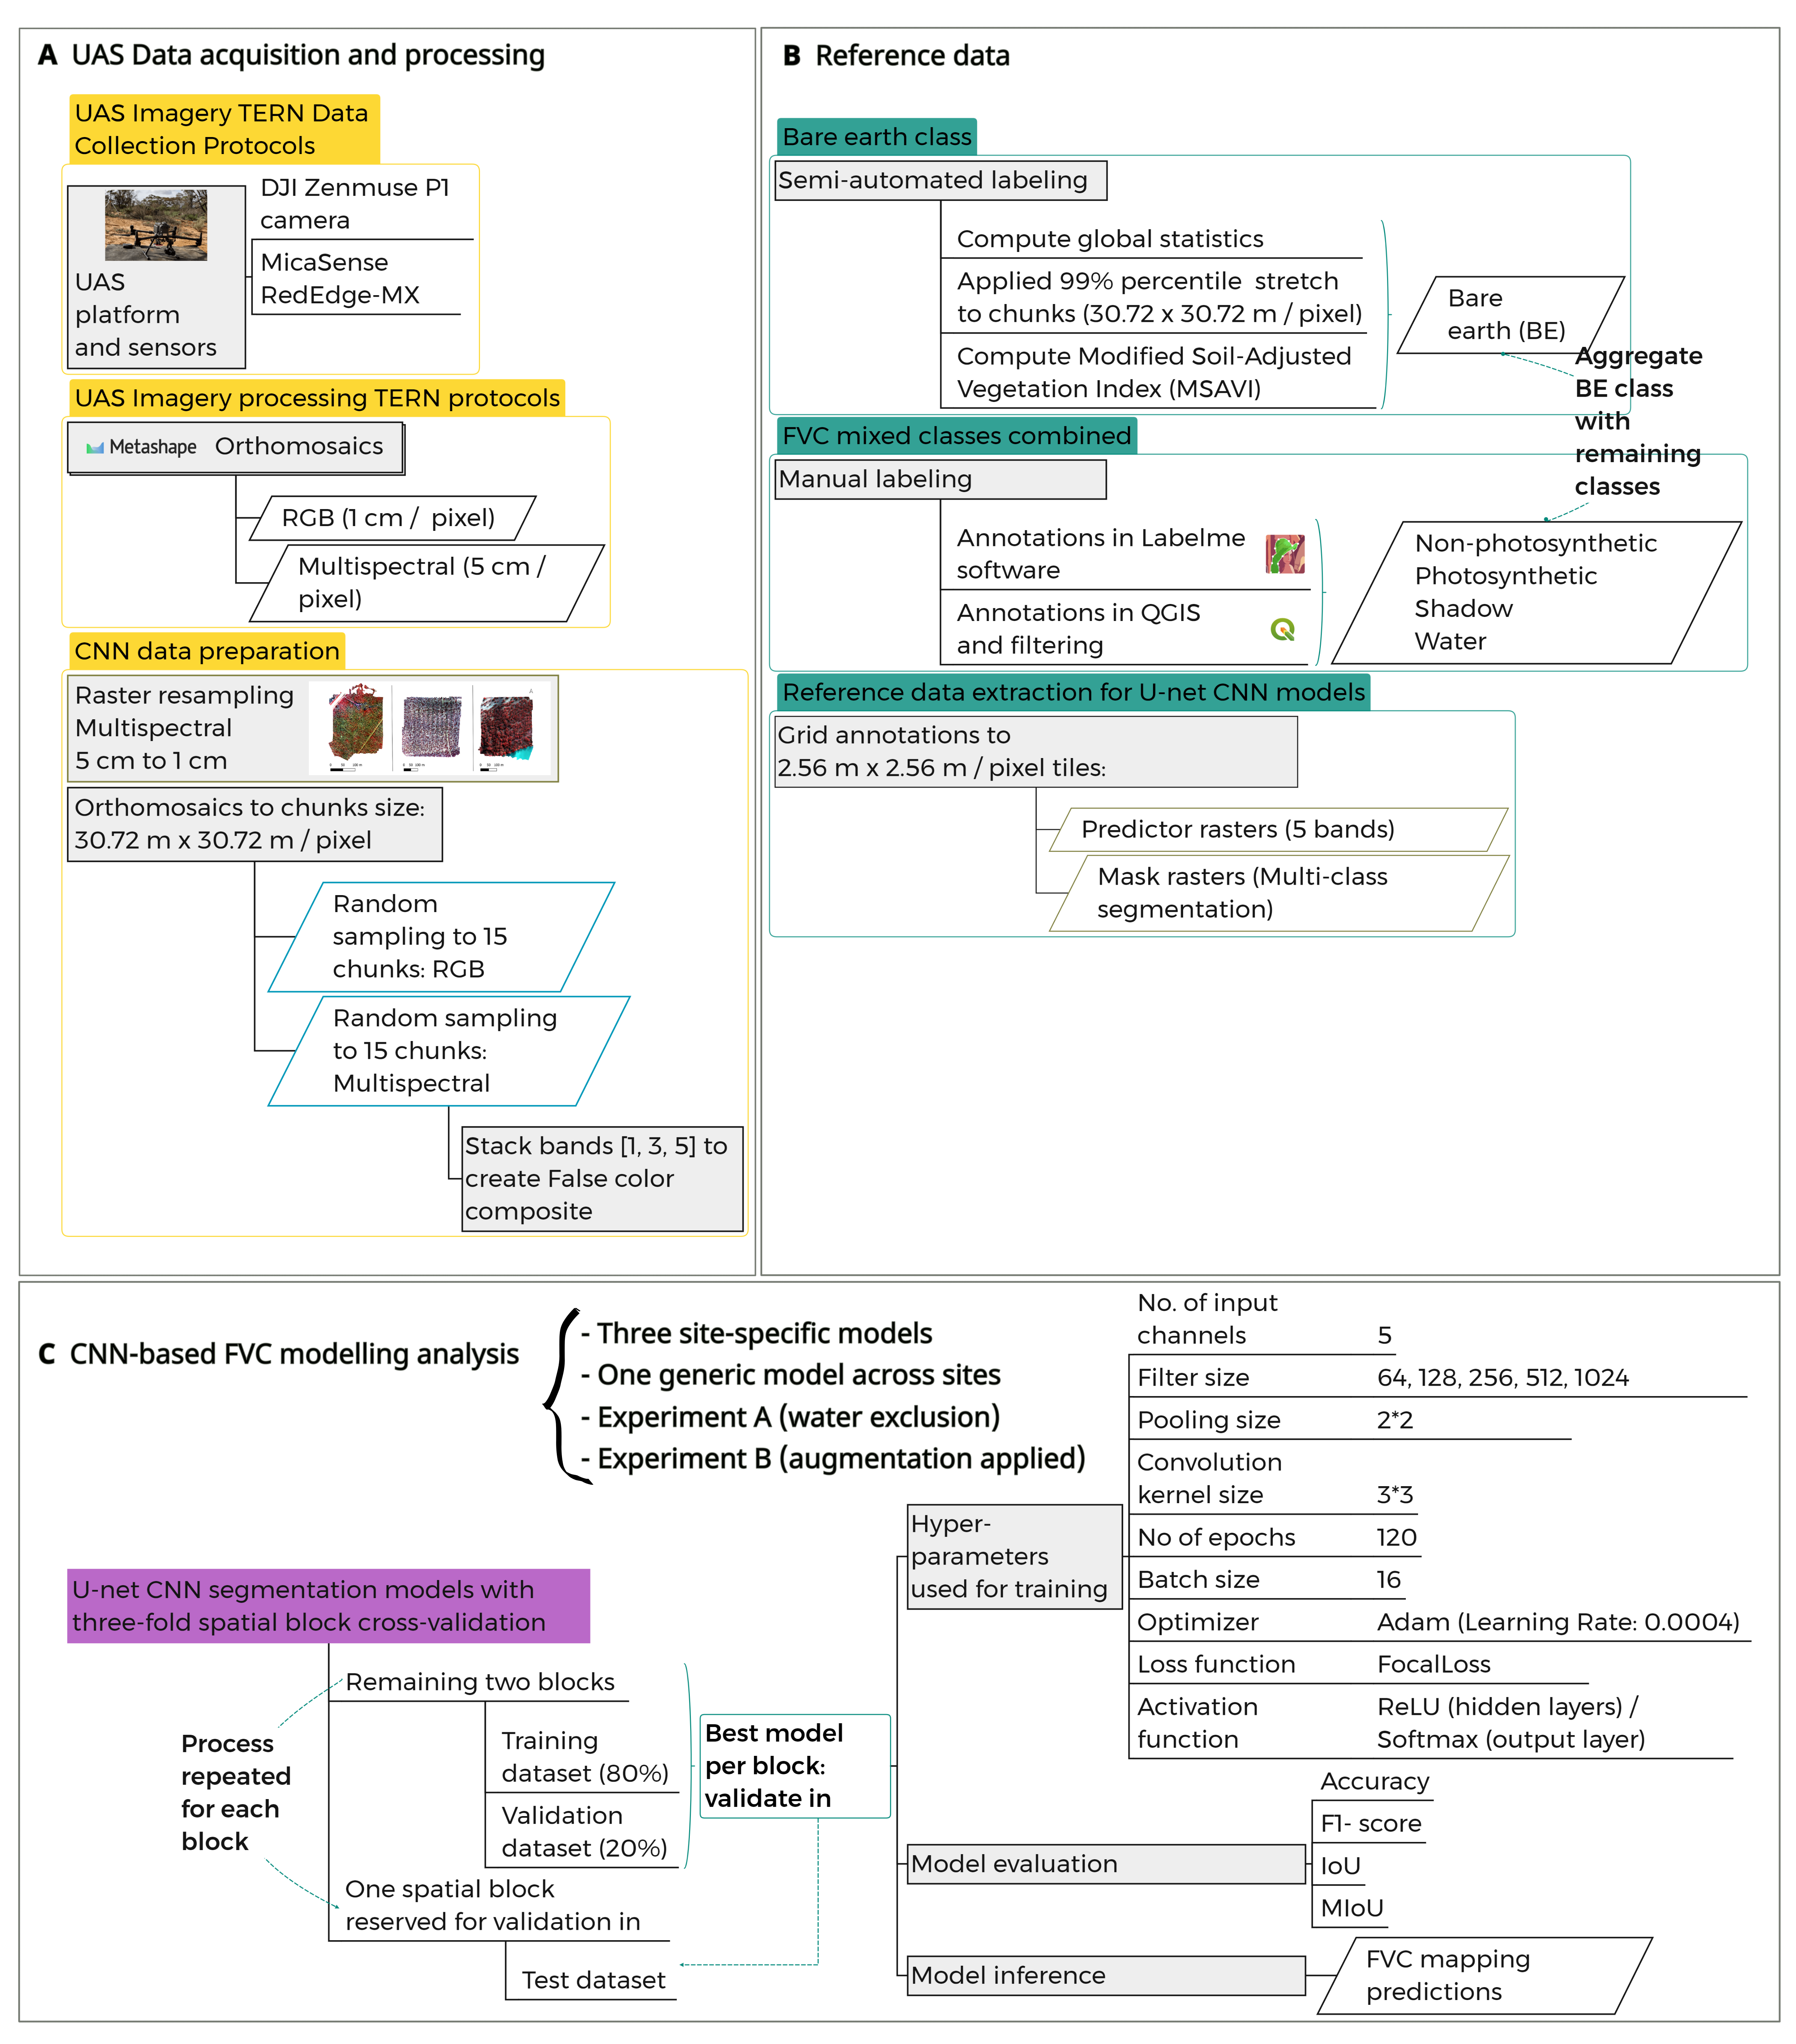 A UAS Data acquisition and processing
UAS Imagery TERN Data
Collection Protocols
UAS
platform
and sensors
DJI Zenmuse P1
camera
MicaSense
RedEdge-MX
UAS Imagery processing TERN protocols
Metashape Orthomosaics
RGB (1 cm / pixel)
Multispectral (5 cm /
pixel)
CNN data preparation
Raster resampling
Multispectral
5 cm to 1 cm
Orthomosaics to chunks size:
30.72 m x 30.72 m / pixel
Random
sampling to 15
chunks: RGB
Random sampling
to 15 chunks:
Multispectral
Stack bands [1, 3, 5] to
create False color
composite
B Reference data
Bare earth class
Semi-automated labeling
Compute global statistics
Applied 99% percentile stretch
to chunks (30.72 x 30.72 m / pixel)
Compute Modified Soil-Adjusted
Vegetation Index (MSAVI)
Bare
earth (BE)
Aggregate
BE class
with
remaining
classes
FVC mixed classes combined
Manual labeling
Annotations in Labelme
software
Annotations in QGIS
and filtering
Non-photosynthetic
Photosynthetic
Shadow
Water
Reference data extraction for U-net CNN models
Grid annotations to
2.56 m x 2.56 m / pixel tiles:
Predictor rasters (5 bands)
Mask rasters (Multi-class
segmentation)
C CNN-based FVC modelling analysis
- Three site-specific models
- One generic model across sites
- Experiment A (water exclusion)
- Experiment B (augmentation applied)
U-net CNN segmentation models with
three-fold spatial block cross-validation
Remaining two blocks
Training
dataset (80%)
Validation
dataset (20%)
Process
repeated
for each
block
One spatial block
reserved for validation in
Test dataset
Best model
per block:
validate in
Hyper-
parameters
used for training
No. of input
channels 5
Filter size 64, 128, 256, 512, 1024
Pooling size 2*2
Convolution
kernel size 3*3
No of epochs 120
Batch size 16
Optimizer Adam (Learning Rate: 0.0004)
Loss function FocalLoss
Activation ReLU (hidden layers) /
function Softmax (output layer)
Model evaluation
Accuracy
F1- score
IoU
MIoU
Model inference
FVC mapping
predictions